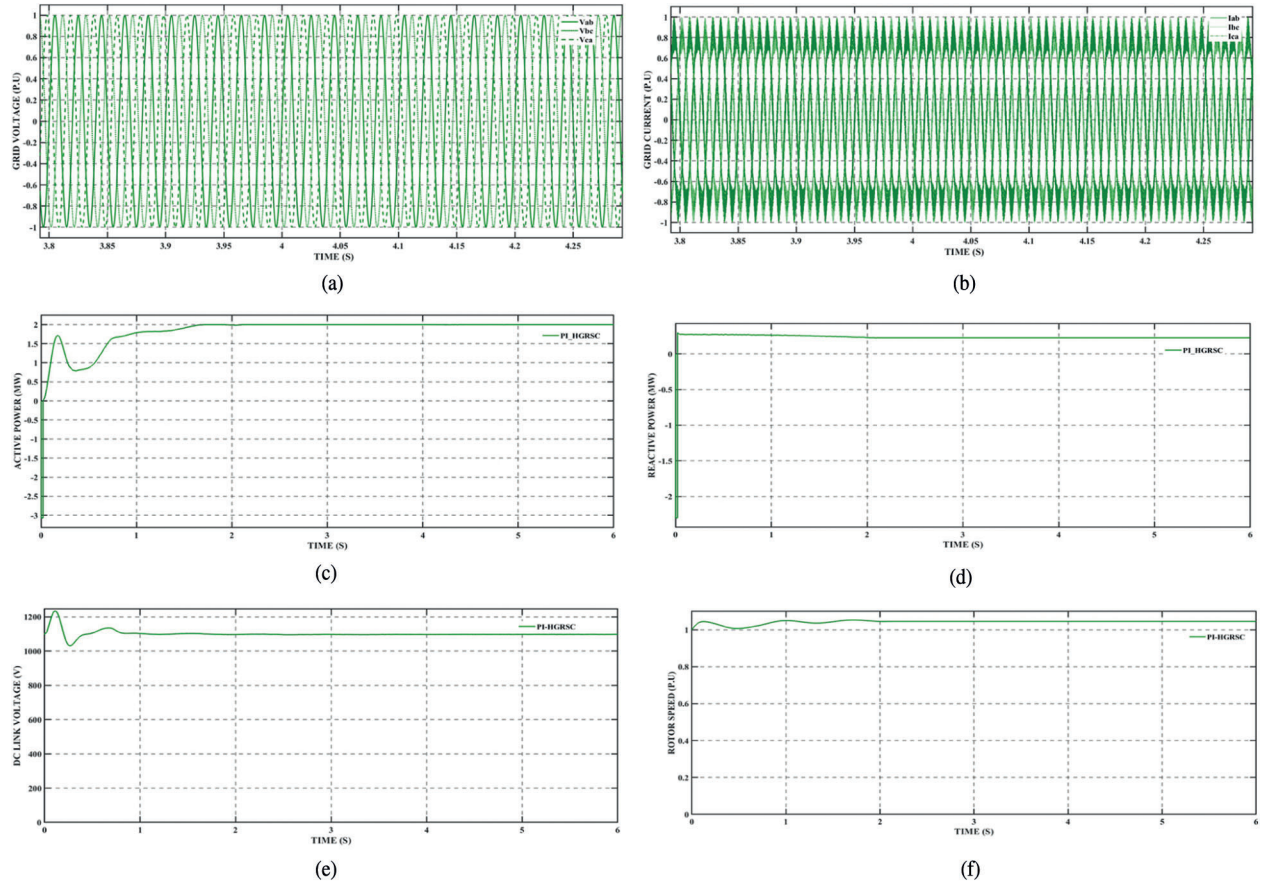 1
0.8
0.6
0.4
0.2
0
-0.2
-0.4
-0.6
-0.8
-1
GRID VOLTAGE (P.U)
Vab
Vbc
Vca
3.8 3.85 3.9 3.95 4 4.05 4.1 4.15 4.2 4.25
TIME (S)
(a)
1
0.8
0.6
0.4
0.2
0
-0.2
-0.4
-0.6
-0.8
-1
GRID CURRENT (P.U)
Iab
Ibc
Ica
3.8 3.85 3.9 3.95 4 4.05 4.1 4.15 4.2 4.25
TIME (S)
(b)
2
1.5
1
0.5
0
-0.5
-1
-1.5
-2
-2.5
-3
ACTIVE POWER (MW)
PI_HGRSC
0 1 2 3 4 5 6
TIME (S)
(c)
0
-0.5
-1
-1.5
-2
REACTIVE POWER (MW)
PI_HGRSC
0 1 2 3 4 5 6
TIME (S)
(d)
1200
1000
800
600
400
200
0
DC LINK VOLTAGE (V)
PI-HGRSC
0 1 2 3 4 5 6
TIME (S)
(e)
1
0.8
0.6
0.4
0.2
0
ROTOR SPEED (P.U)
PI-HGRSC
0 1 2 3 4 5 6
TIME (S)
(f)